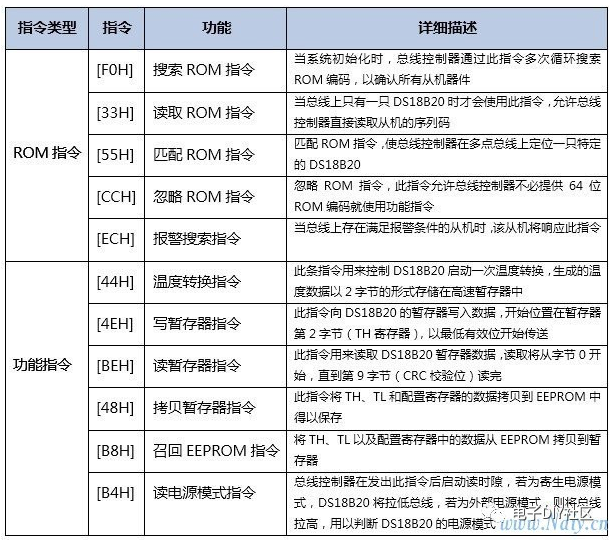 指令类型 指令 功能 详细描述
ROM 指令
[F0H] 搜索 ROM 指令
当系统初始化时，总线控制器通过此指令多次循环搜索
ROM 编码，以确认所有从机器件
[33H] 读取 ROM 指令
当总线上只有一只 DS18B20 时才会使用此指令，允许总线
控制器直接读取从机的序列码
[55H] 匹配 ROM 指令
匹配 ROM 指令，使总线控制器在多点总线上定位一只特定
的 DS18B20
[CCH] 忽略 ROM 指令
忽略 ROM 指令，此指令允许总线控制器不必提供 64 位
ROM 编码就使用功能指令
[ECH] 报警搜索指令
当总线上存在满足报警条件的从机时，该从机将响应此指令
功能指令
[44H] 温度转换指令
此条指令用来控制 DS18B20 启动一次温度转换，生成的温
度数据以 2 字节的形式存储在高速暂存器中
[4EH] 写暂存器指令
此指令向 DS18B20 的暂存器写入数据，开始位置在暂存器
第 2 字节（TH 寄存器），以最低有效位开始传送
[BEH] 读暂存器指令
此指令用来读取 DS18B20 暂存器数据，读取将从字节 0 开
始，直到第 9 字节（CRC 校验位）读完
[48H] 拷贝暂存器指令
此指令将 TH、TL 和配置寄存器的数据拷贝到 EEPROM 中
得以保存
[B8H] 召回 EEPROM 指令
将 TH、TL 以及配置寄存器中的数据从 EEPROM 拷贝到暂
存器
[B4H] 读电源模式指令
总线控制器在发出此指令后启动读时隙，若为寄生电源模
式，DS18B20 将拉低总线，若为外部电源模式，则将总线
拉高，用以判断 DS18B20 的电源模式
电子DIY社区
www.Ndiy.cn